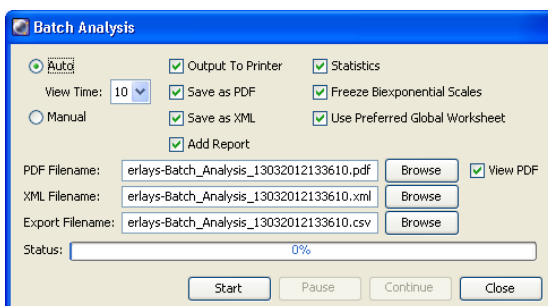 Batch Analysis
Auto Output To Printer Statistics
View Time: 10 Save as PDF Freeze Biexponential Scales
Manual Save as XML Use Preferred Global Worksheet
Add Report
PDF Filename: erlays-Batch_Analysis_13032012133610.pdf Browse View PDF
XML Filename: erlays-Batch_Analysis_13032012133610.xml Browse
Export Filename: erlays-Batch_Analysis_13032012133610.csv Browse
Status: 0%
Start Pause Continue Close